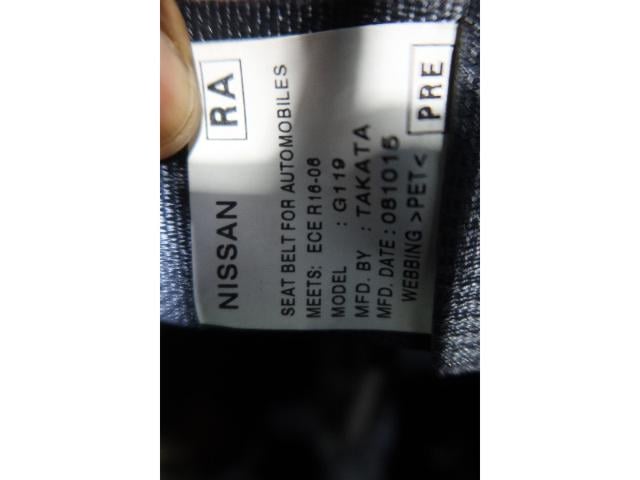 NISSAN RA
SEAT BELT FOR AUTOMOBILES
MEETS: ECE R16-06
MODEL : G119
MFD. BY : TAKATA
MFD. DATE : 081015
WEBBING >PET< PRE